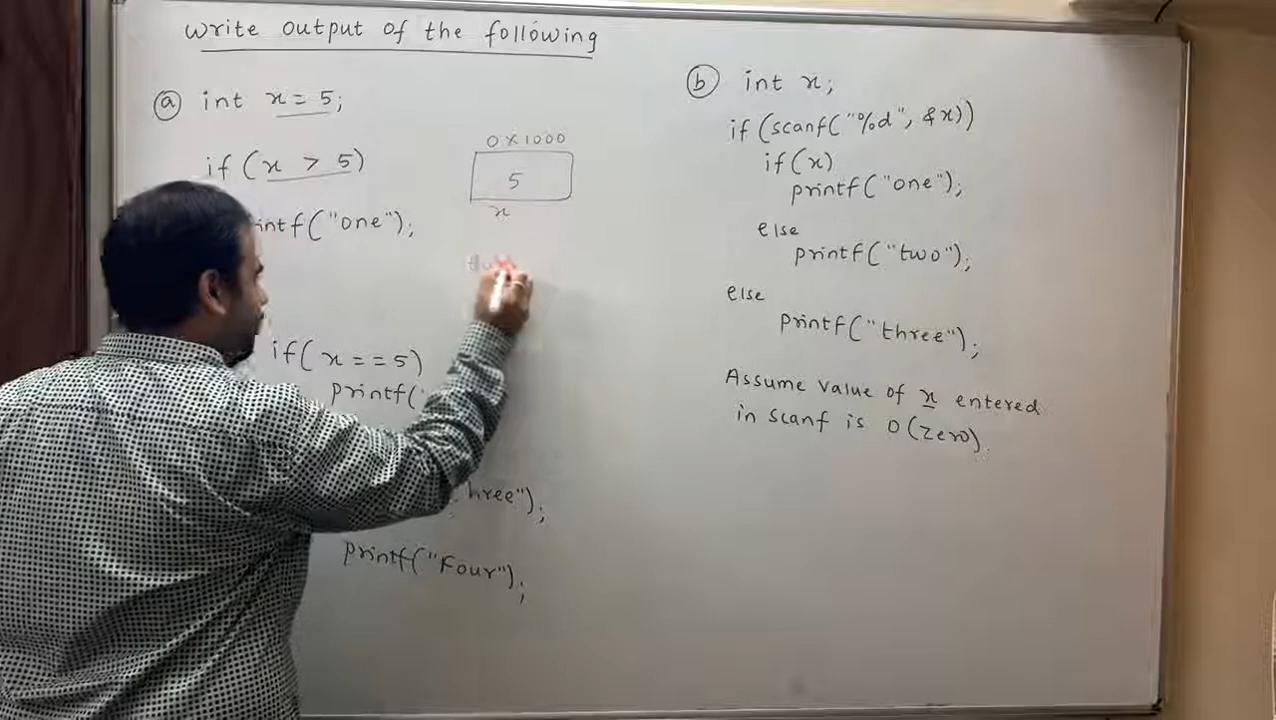 Write output of the following
(a) int x = 5;
if (x > 5)
intf("one");
0x1000
5
x
if(x==5)
printf(
hree");
printf("Four");
(b) int x;
if (scanf("%d", &x))
if(x)
printf("one");
else
printf("two");
else
printf("three");
Assume value of x entered
in scanf is 0 (Zero).